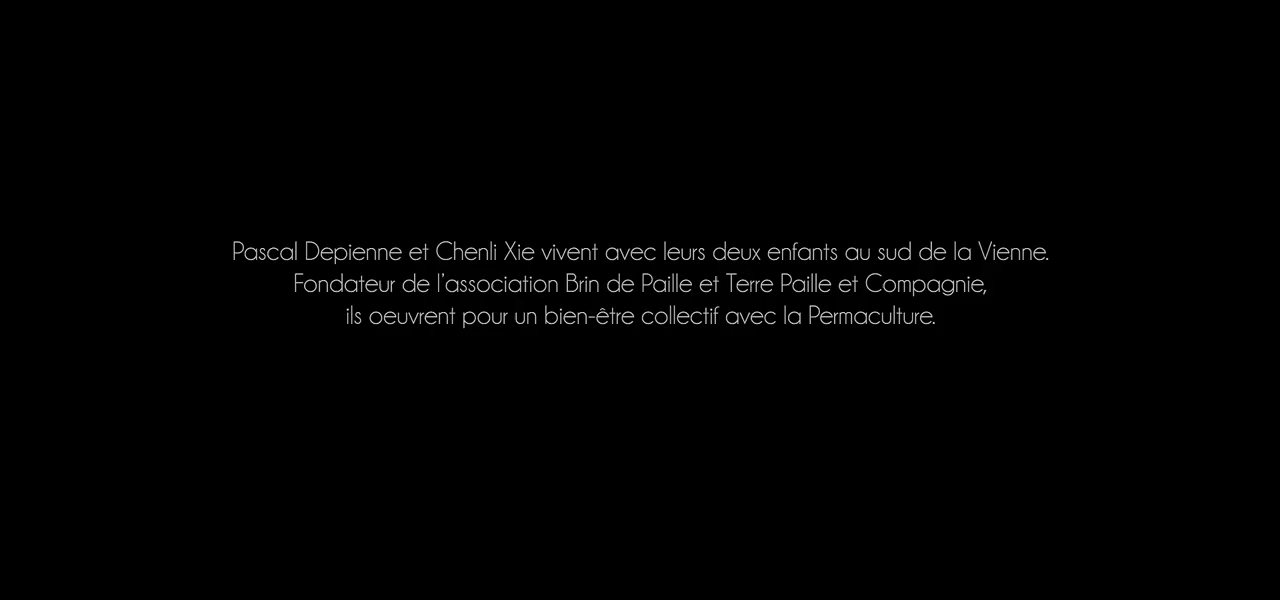 Pascal Depienne et Chenli Xie vivent avec leurs deux enfants au sud de la Vienne.
Fondateur de l'association Brin de Paille et Terre Paille et Compagnie,
ils oeuvrent pour un bien-être collectif avec la Permaculture.